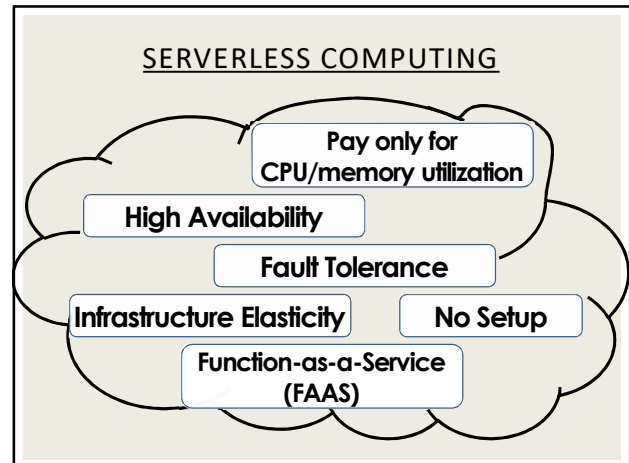 SERVERLESS COMPUTING
Pay only for
CPU/memory utilization
High Availability
Fault Tolerance
Infrastructure Elasticity
No Setup
Function-as-a-Service
(FAAS)